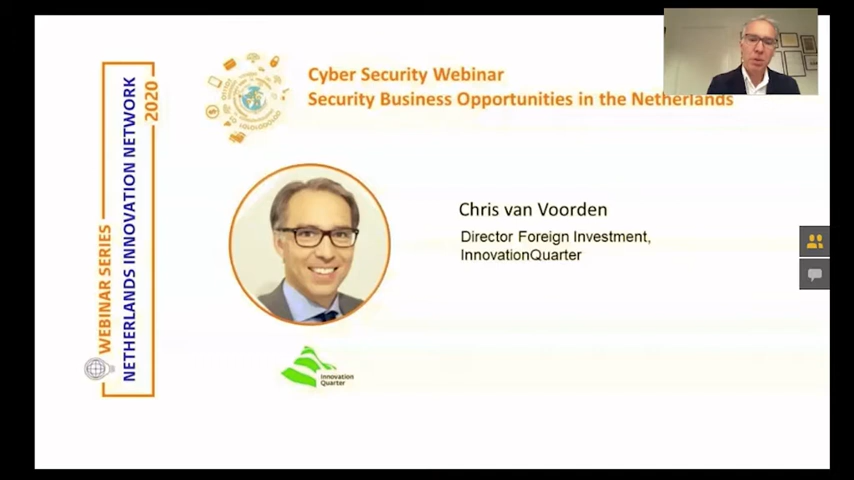 Cyber Security Webinar
Security Business Opportunities in the Netherlands
WEBINAR SERIES
NETHERLANDS INNOVATION NETWORK
2020
Chris van Voorden
Director Foreign Investment,
InnovationQuarter
Innovation
Quarter